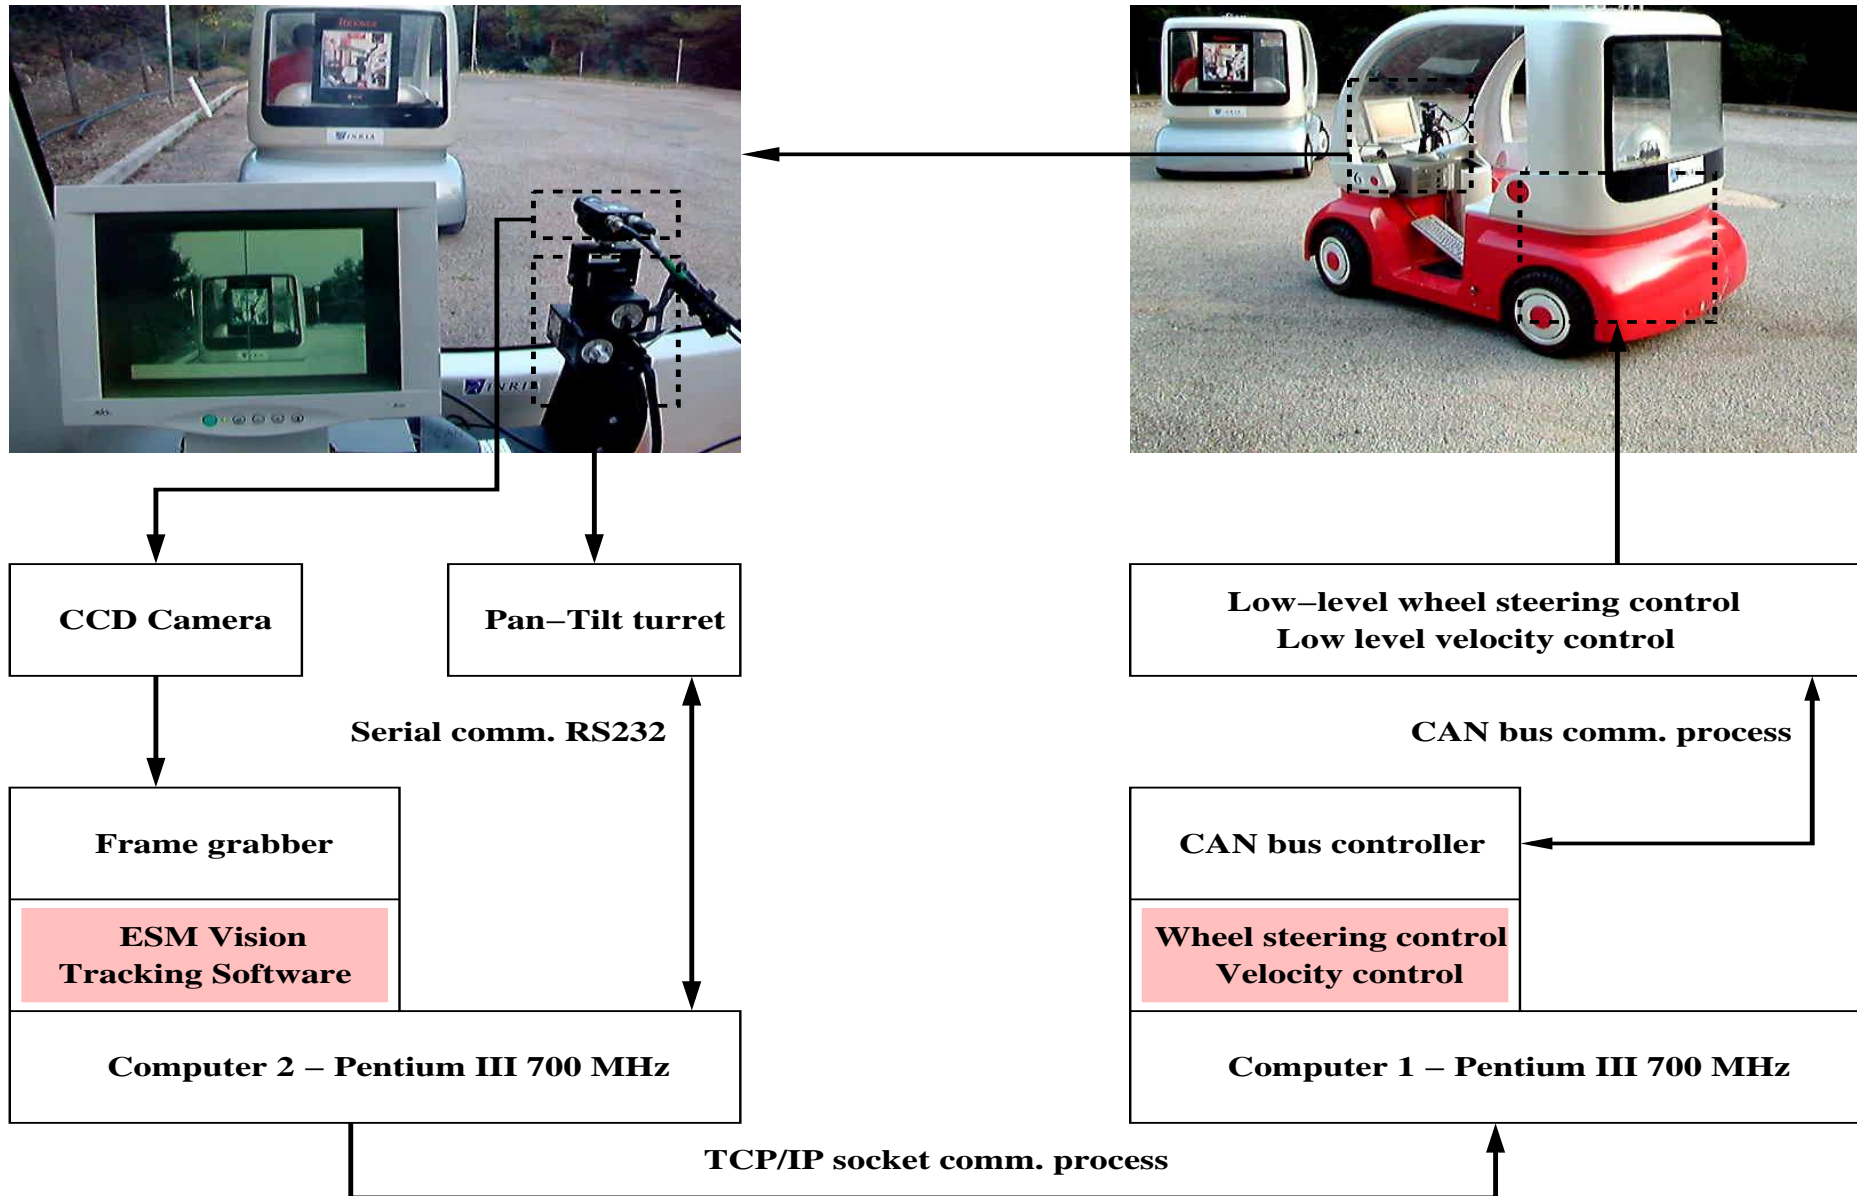 INRIA
INRIA
CCD Camera
Pan−Tilt turret
Low−level wheel steering control
Low level velocity control
Serial comm. RS232
CAN bus comm. process
Frame grabber
CAN bus controller
ESM Vision
Tracking Software
Wheel steering control
Velocity control
Computer 2 − Pentium III 700 MHz
Computer 1 − Pentium III 700 MHz
TCP/IP socket comm. process